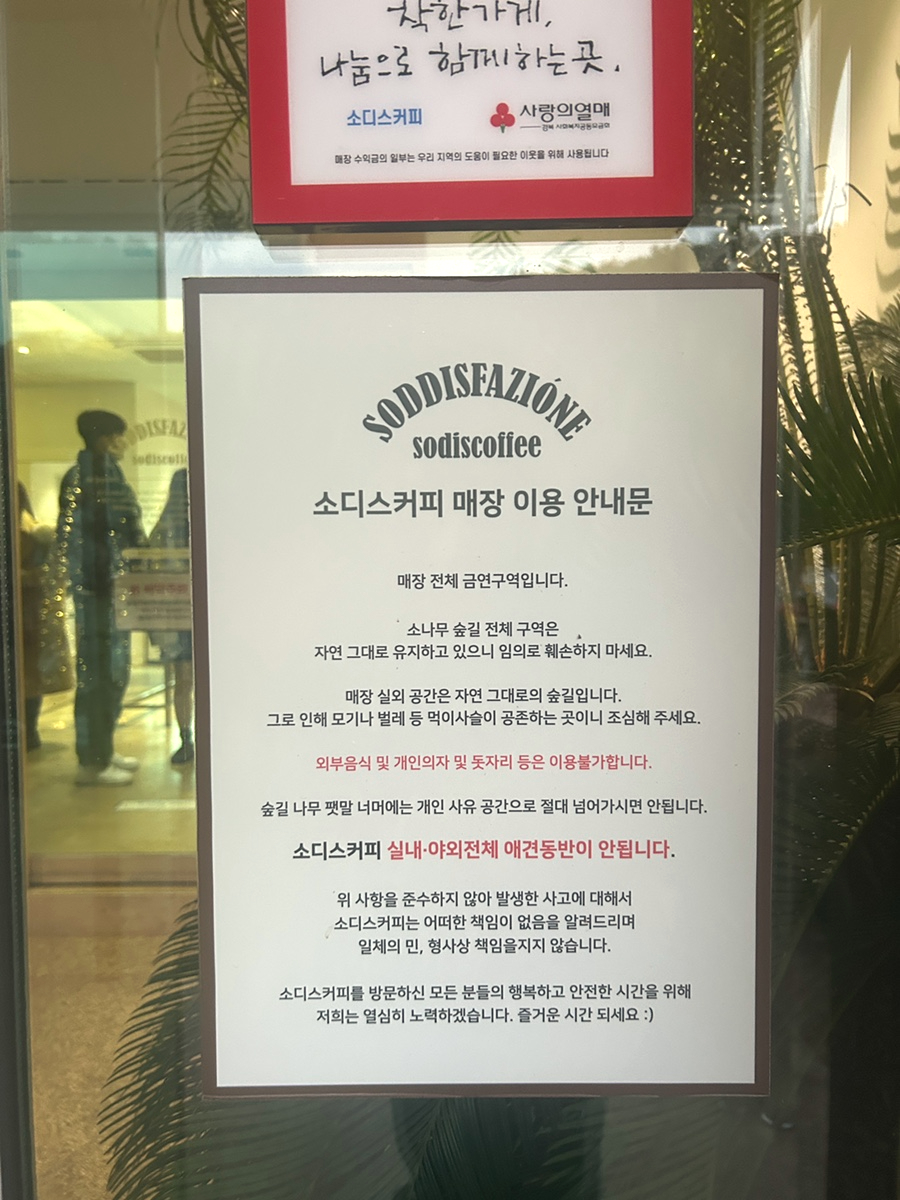 착한가게,
나눔으로 함께하는곳.
소디스커피
사랑의열매
경북 사회복지공동모금회
매장 수익금의 일부는 우리 지역의 도움이 필요한 이웃을 위해 사용됩니다
SODDISFAZIÓNE
sodiscoffee
소디스커피 매장 이용 안내문
매장 전체 금연구역입니다.
소나무 숲길 전체 구역은
자연 그대로 유지하고 있으니 임의로 훼손하지 마세요.
매장 실외 공간은 자연 그대로의 숲길입니다.
그로 인해 모기나 벌레 등 먹이사슬이 공존하는 곳이니 조심해 주세요.
외부음식 및 개인의자 및 돗자리 등은 이용불가합니다.
숲길 나무 팻말 너머에는 개인 사유 공간으로 절대 넘어가시면 안됩니다.
소디스커피 실내·야외전체 애견동반이 안됩니다.
위 사항을 준수하지 않아 발생한 사고에 대해서
소디스커피는 어떠한 책임이 없음을 알려드리며
일체의 민, 형사상 책임을지지 않습니다.
소디스커피를 방문하신 모든 분들의 행복하고 안전한 시간을 위해
저희는 열심히 노력하겠습니다. 즐거운 시간 되세요 :)